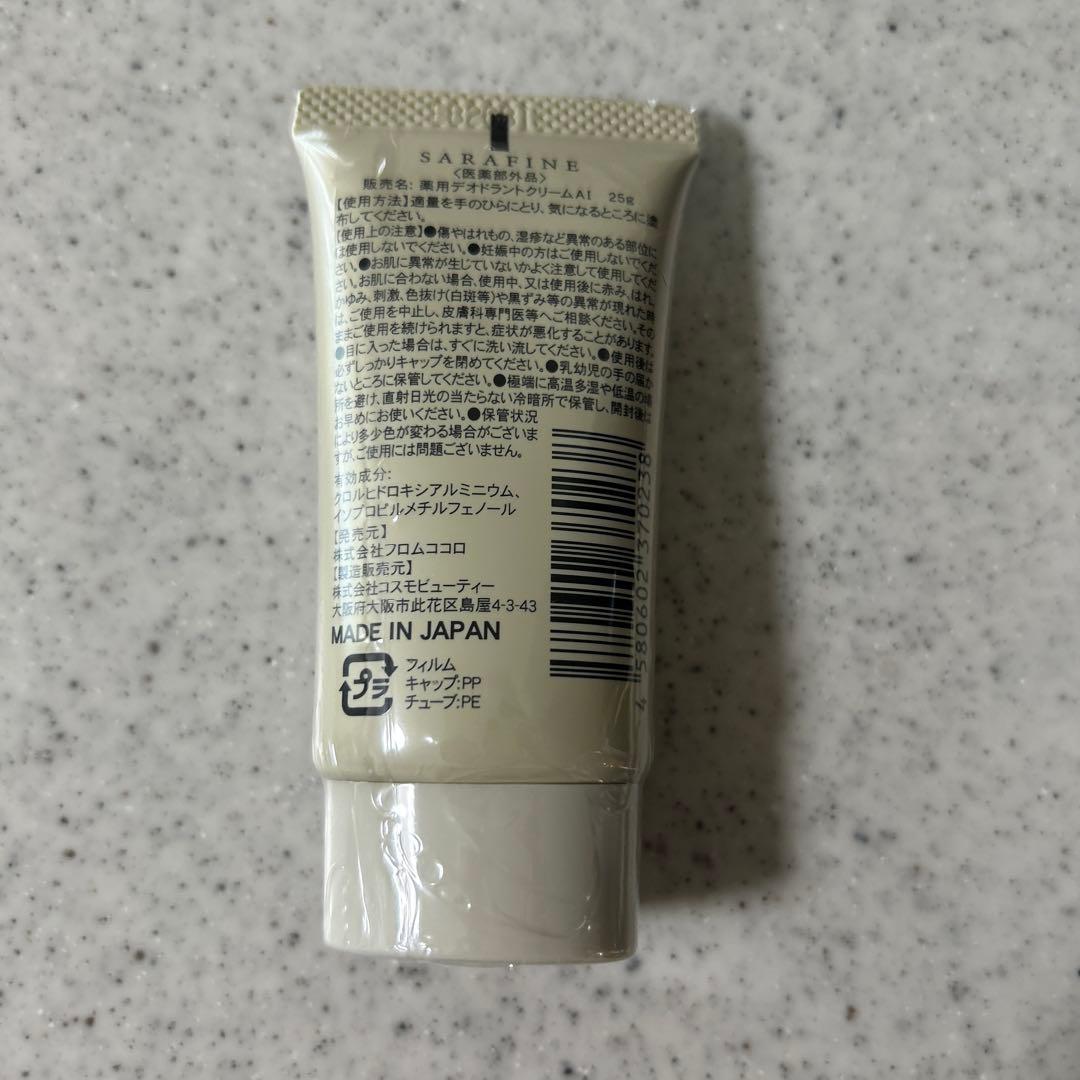 SARAFINE
〈医薬部外品〉
販売名: 薬用デオドラントクリームAI 25g
【使用方法】適量を手のひらにとり、気になるところに塗
布してください。
【使用上の注意】●傷やはれもの、湿疹など異常のある部位に
は使用しないでください。●妊娠中の方はご使用しないでくだ
さい。●お肌に異常が生じていないかよく注意して使用してくだ
さい。お肌に合わない場合、使用中、又は使用後に赤み、はれ、
かゆみ、刺激、色抜け(白斑等)や黒ずみ等の異常が現れた時
は、ご使用を中止し、皮膚科専門医等へご相談ください。その
ままご使用を続けられますと、症状が悪化することがあります。
●目に入った場合は、すぐに洗い流してください。●使用後は
必ずしっかりキャップを閉めてください。●乳幼児の手の届か
ないところに保管してください。●極端に高温多湿や低温の場
所を避け、直射日光の当たらない冷暗所で保管し、開封後は
お早めにお使いください。●保管状況
により多少色が変わる場合がございま
すが、ご使用には問題ございません。
有効成分:
クロルヒドロキシアルミニウム、
イソプロピルメチルフェノール
【発売元】
株式会社フロムココロ
【製造販売元】
株式会社コスモビューティー
大阪府大阪市此花区島屋4-3-43
MADE IN JAPAN
プラ
フィルム
キャップ:PP
チューブ:PE
4 580602 370238